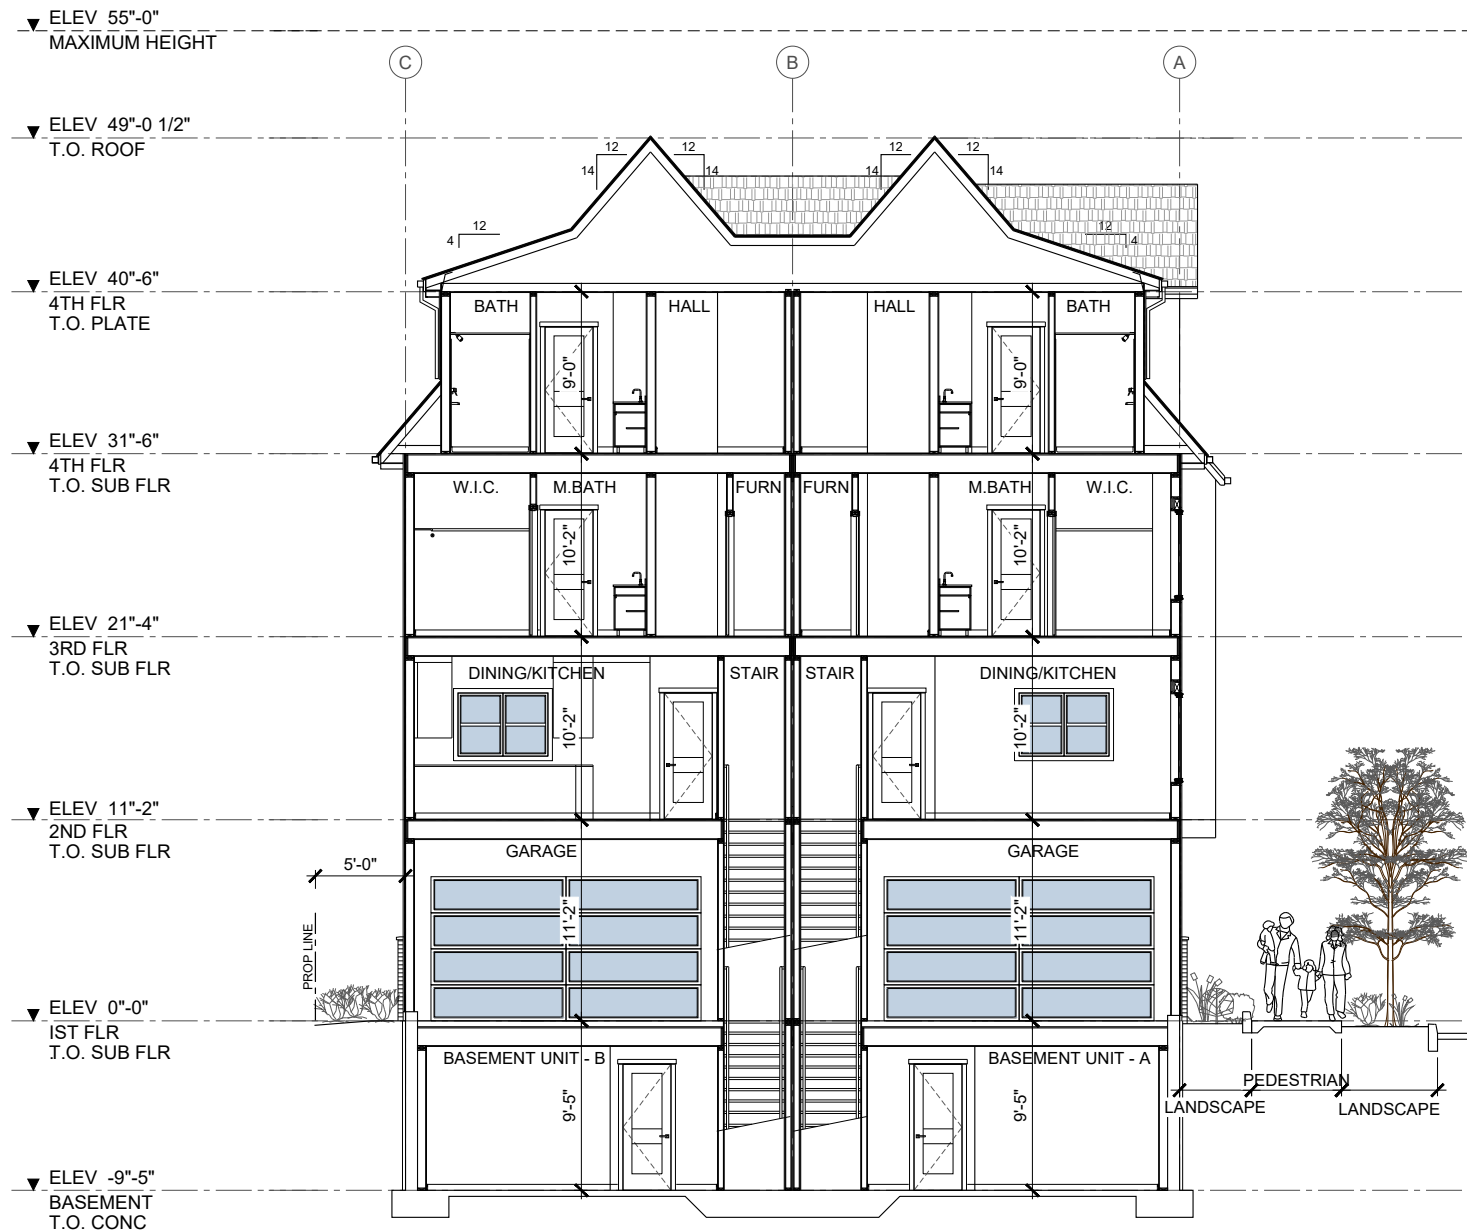 ELEV 55"-0"
MAXIMUM HEIGHT
C
B
A
ELEV 49"-0 1/2"
T.O. ROOF
12
14
12
14
12
14
12
14
12
4
12
4
ELEV 40"-6"
4TH FLR
T.O. PLATE
BATH
HALL
HALL
BATH
9'-0"
9'-0"
ELEV 31"-6"
4TH FLR
T.O. SUB FLR
W.I.C.
M.BATH
FURN
FURN
M.BATH
W.I.C.
10'-2"
10'-2"
ELEV 21"-4"
3RD FLR
T.O. SUB FLR
DINING/KITCHEN
STAIR
STAIR
DINING/KITCHEN
10'-2"
10'-2"
ELEV 11"-2"
2ND FLR
T.O. SUB FLR
GARAGE
GARAGE
5'-0"
11'-2"
11'-2"
PROP LINE
ELEV 0"-0"
IST FLR
T.O. SUB FLR
BASEMENT UNIT - B
BASEMENT UNIT - A
9'-5"
9'-5"
PEDESTRIAN
LANDSCAPE
LANDSCAPE
ELEV -9"-5"
BASEMENT
T.O. CONC